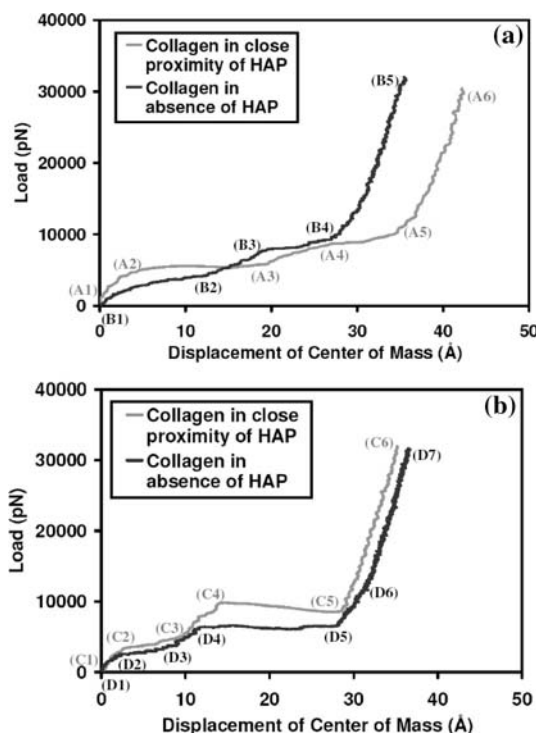 (a)
Collagen in close
proximity of HAP
Collagen in
absence of HAP
40000
30000
20000
10000
0
Load (pN)
(A1)
(A2)
(A3)
(A4)
(A5)
(A6)
(B1)
(B2)
(B3)
(B4)
(B5)
0 10 20 30 40 50
Displacement of Center of Mass (Å)
(b)
Collagen in close
proximity of HAP
Collagen in
absence of HAP
40000
30000
20000
10000
0
Load (pN)
(C1)
(C2)
(C3)
(C4)
(C5)
(C6)
(D1)
(D2)
(D3)
(D4)
(D5)
(D6)
(D7)
0 10 20 30 40 50
Displacement of Center of Mass (Å)